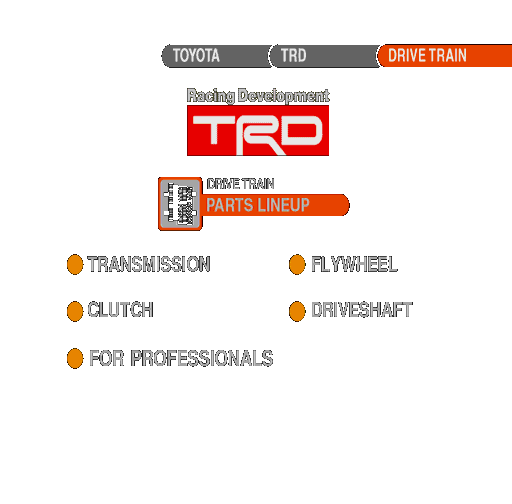 TOYOTA TRD DRIVE TRAIN
Racing Development
TRD
DRIVE TRAIN
PARTS LINEUP
TRANSMISSION FLYWHEEL
CLUTCH DRIVESHAFT
FOR PROFESSIONALS